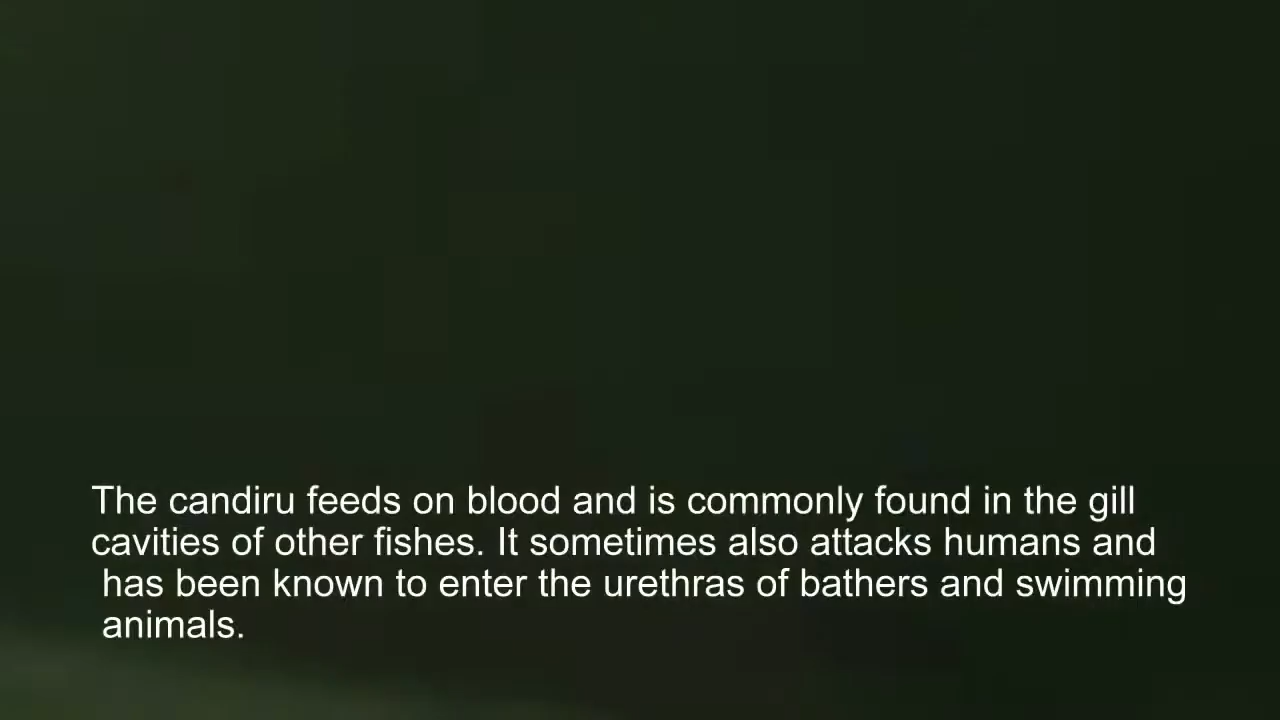 The candiru feeds on blood and is commonly found in the gill
cavities of other fishes. It sometimes also attacks humans and
has been known to enter the urethras of bathers and swimming
animals.